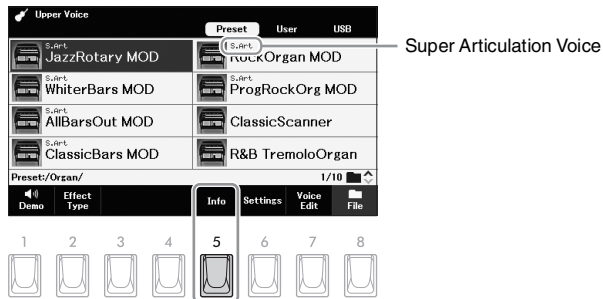 Upper Voice
Preset User USB
S.Art
JazzRotary MOD
S.Art
RockOrgan MOD
Super Articulation Voice
S.Art
WhiterBars MOD
S.Art
ProgRockOrg MOD
S.Art
AllBarsOut MOD
ClassicScanner
S.Art
ClassicBars MOD
R&B TremoloOrgan
Preset:/Organ/ 1/10
Demo
Effect
Type
Info
Settings
Voice
Edit
File
1 2 3 4 5 6 7 8